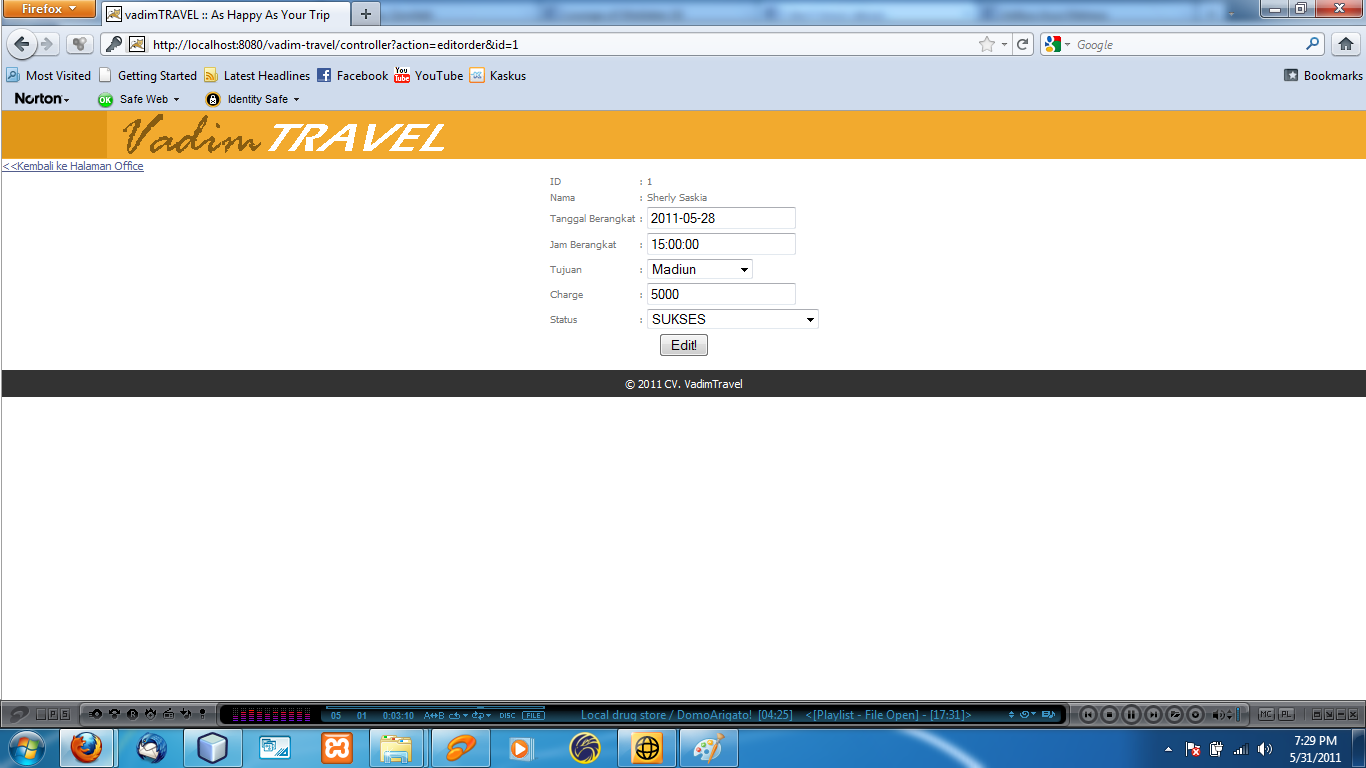 Firefox
vadimTRAVEL :: As Happy As Your Trip
http://localhost:8080/vadim-travel/controller?action=editorder&id=1
Google
Most Visited Getting Started Latest Headlines Facebook YouTube Kaskus Bookmarks
Norton Safe Web Identity Safe
Vadim TRAVEL
<<Kembali ke Halaman Office
ID : 1
Nama : Sherly Saskia
Tanggal Berangkat : 2011-05-28
Jam Berangkat : 15:00:00
Tujuan : Madiun
Charge : 5000
Status : SUKSES
Edit!
© 2011 CV. VadimTravel
P S R 05 01 0:03:10 A↔B DISC FILE Local drug store / DomoArigato! [04:25] <[Playlist - File Open] - [17:31]> MC PL
7:29 PM
5/31/2011